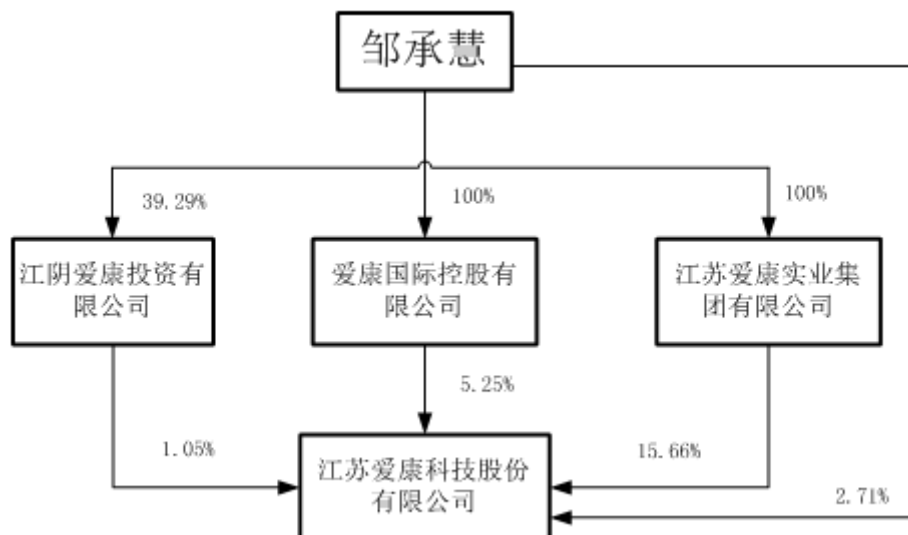 邹承慧
39.29%
100%
100%
江阴爱康投资有
限公司
爱康国际控股有
限公司
江苏爱康实业集
团有限公司
5.25%
1.05%
15.66%
江苏爱康科技股份
有限公司
2.71%